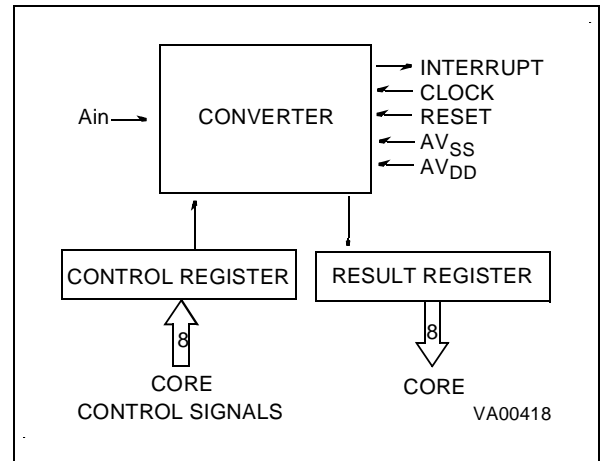 INTERRUPT
CLOCK
Ain
CONVERTER
RESET
AVSS
AVDD
CONTROL REGISTER
RESULT REGISTER
8
8
CORE
CONTROL SIGNALS
CORE
VA00418